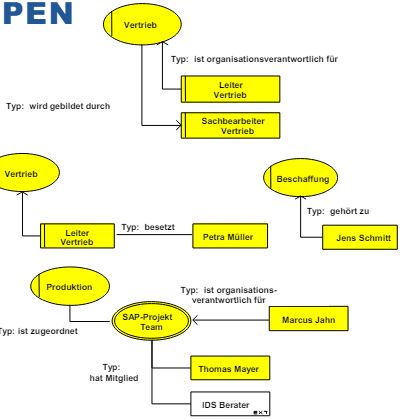 PEN
Vertrieb
Typ: ist organisationsverantwortlich für
Leiter
Vertrieb
Typ: wird gebildet durch
Sachbearbeiter
Vertrieb
Vertrieb
Beschaffung
Typ: gehört zu
Leiter
Vertrieb
Typ: besetzt
Petra Müller
Jens Schmitt
Produktion
Typ: ist organisations-
verantwortlich für
SAP-Projekt
Team
Marcus Jahn
Typ: ist zugeordnet
Typ:
hat Mitglied
Thomas Mayer
IDS Berater